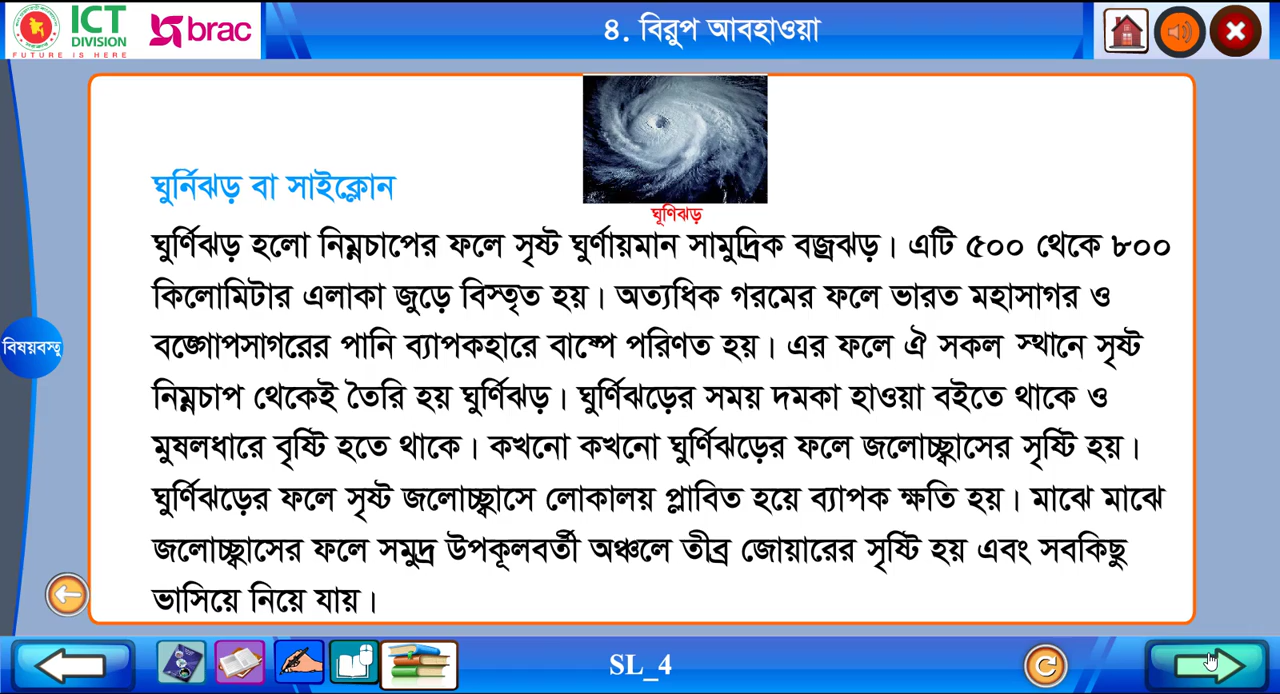 ICT
DIVISION
FUTURE IS HERE
brac
৪. বিরুপ আবহাওয়া
ঘুর্নিঝড় বা সাইক্লোন
ঘূণিঝড়
ঘুর্ণিঝড় হলো নিম্নচাপের ফলে সৃষ্ট ঘুর্ণায়মান সামুদ্রিক বজ্রঝড়। এটি ৫০০ থেকে ৮০০
কিলোমিটার এলাকা জুড়ে বিস্তৃত হয়। অত্যধিক গরমের ফলে ভারত মহাসাগর ও
বঙ্গোপসাগরের পানি ব্যাপকহারে বাষ্পে পরিণত হয়। এর ফলে ঐ সকল স্থানে সৃষ্ট
নিম্নচাপ থেকেই তৈরি হয় ঘুর্ণিঝড়। ঘুর্ণিঝড়ের সময় দমকা হাওয়া বইতে থাকে ও
মুষলধারে বৃষ্টি হতে থাকে। কখনো কখনো ঘুর্ণিঝড়ের ফলে জলোচ্ছ্বাসের সৃষ্টি হয়।
ঘুর্ণিঝড়ের ফলে সৃষ্ট জলোচ্ছ্বাসে লোকালয় প্লাবিত হয়ে ব্যাপক ক্ষতি হয়। মাঝে মাঝে
জলোচ্ছ্বাসের ফলে সমুদ্র উপকূলবর্তী অঞ্চলে তীব্র জোয়ারের সৃষ্টি হয় এবং সবকিছু
ভাসিয়ে নিয়ে যায়।
বিষয়বস্তু
SL_4